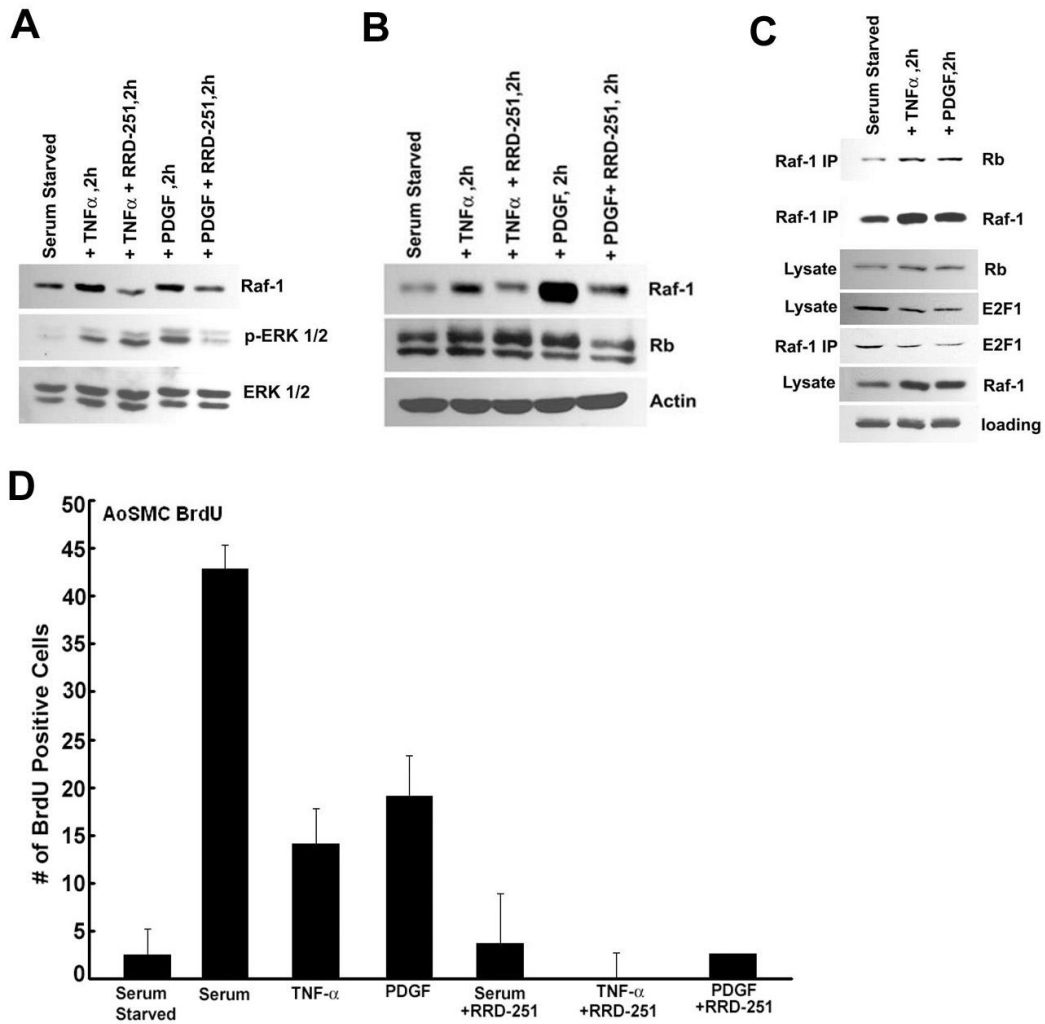 A
Serum Starved
+ TNFα ,2h
+ TNFα + RRD-251,2h
+ PDGF ,2h
+ PDGF + RRD-251,2h
Raf-1
p-ERK 1/2
ERK 1/2
B
Serum Starved
+ TNFα ,2h
+ TNFα + RRD-251,2h
+ PDGF, 2h
+ PDGF+ RRD-251, 2h
Raf-1
Rb
Actin
C
Serum Starved
+ TNFα ,2h
+ PDGF,2h
Raf-1 IP Rb
Raf-1 IP Raf-1
Lysate Rb
Lysate E2F1
Raf-1 IP E2F1
Lysate Raf-1
loading
D
AoSMC BrdU
# of BrdU Positive Cells
50
45
40
35
30
25
20
15
10
5
0
Serum
Starved
Serum
TNF-α
PDGF
Serum
+RRD-251
TNF-α
+RRD-251
PDGF
+RRD-251